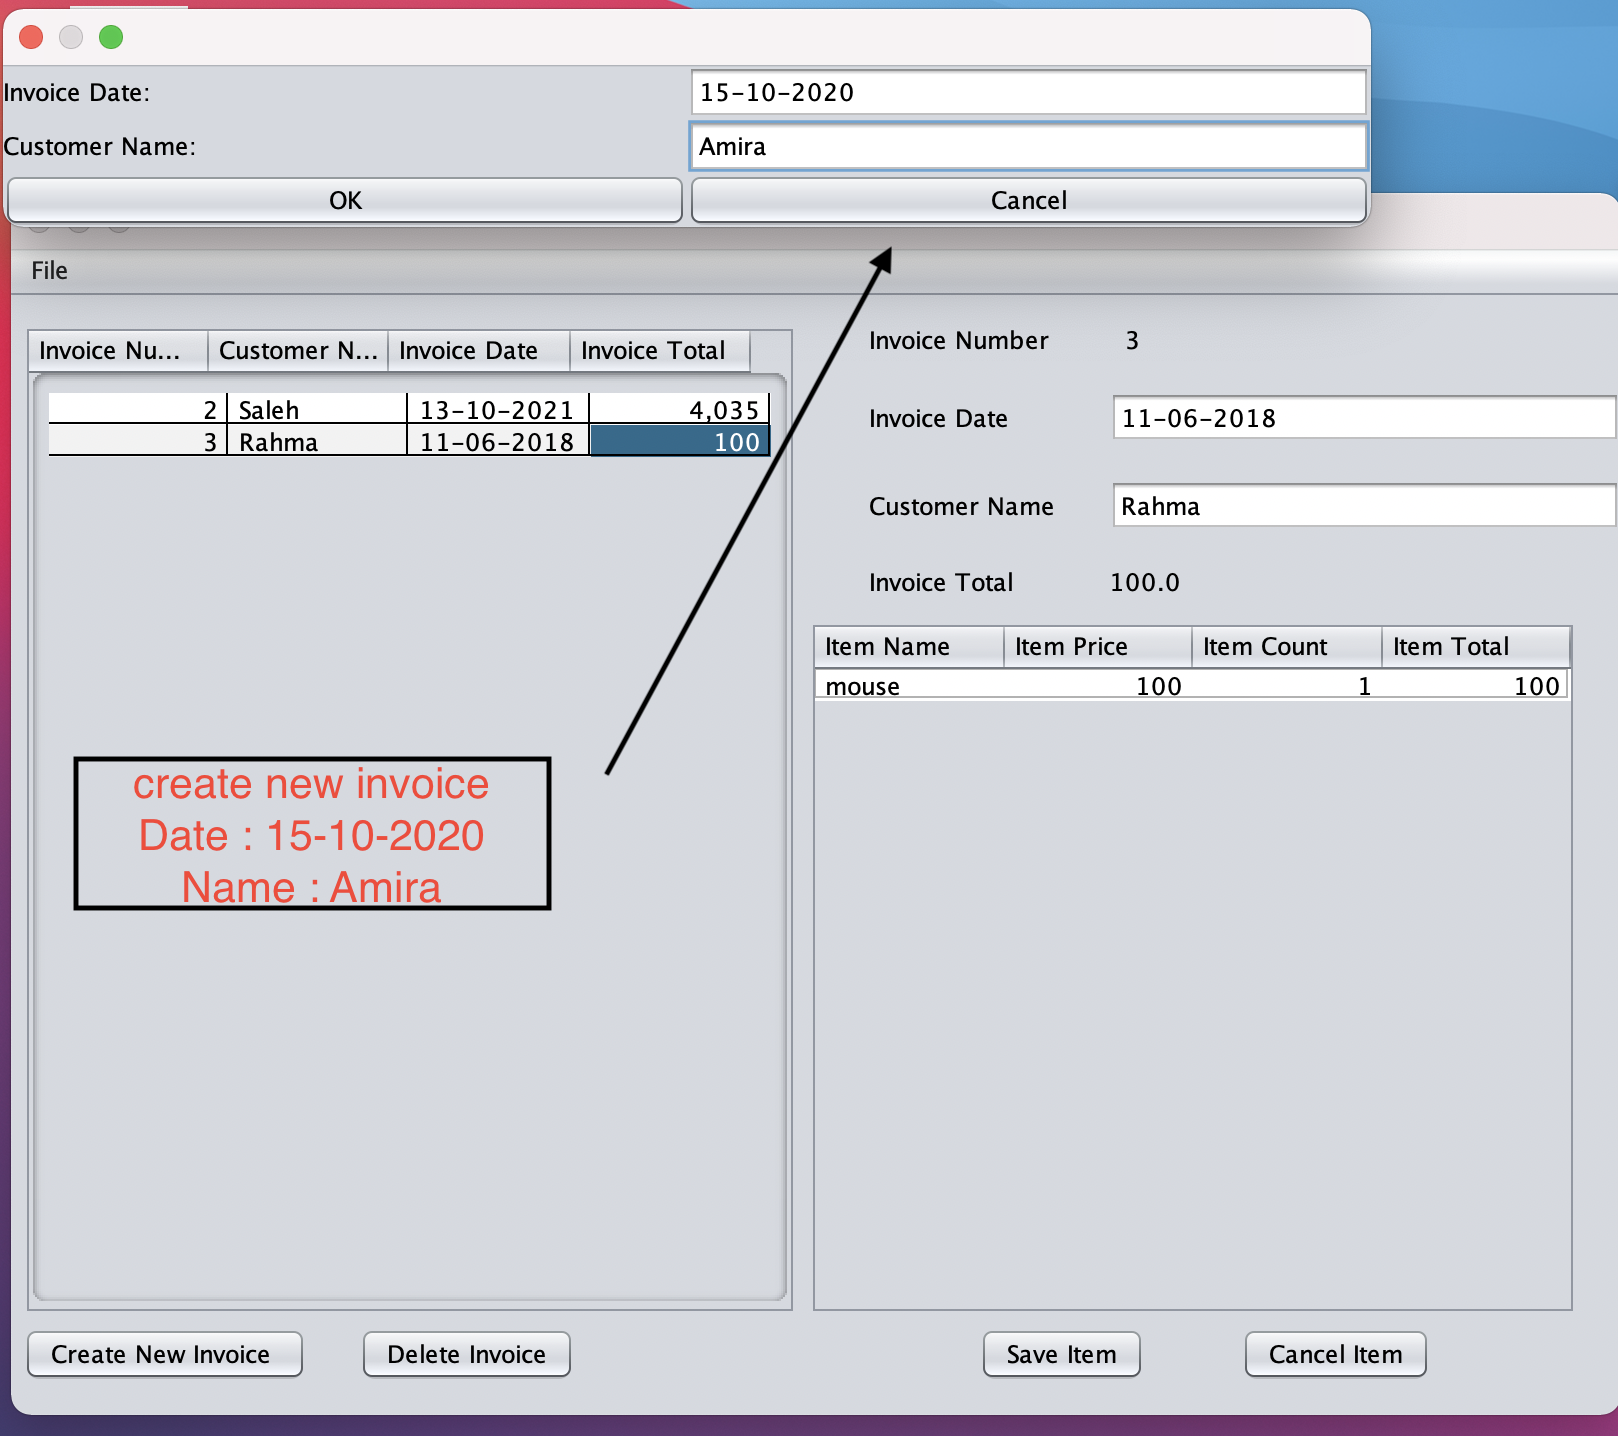 Invoice Date: 15-10-2020
Customer Name: Amira
OK Cancel
File
Invoice Nu... Customer N... Invoice Date Invoice Total
2 Saleh 13-10-2021 4,035
3 Rahma 11-06-2018 100
create new invoice
Date : 15-10-2020
Name : Amira
Create New Invoice Delete Invoice
Invoice Number 3
Invoice Date 11-06-2018
Customer Name Rahma
Invoice Total 100.0
Item Name Item Price Item Count Item Total
mouse 100 1 100
Save Item Cancel Item